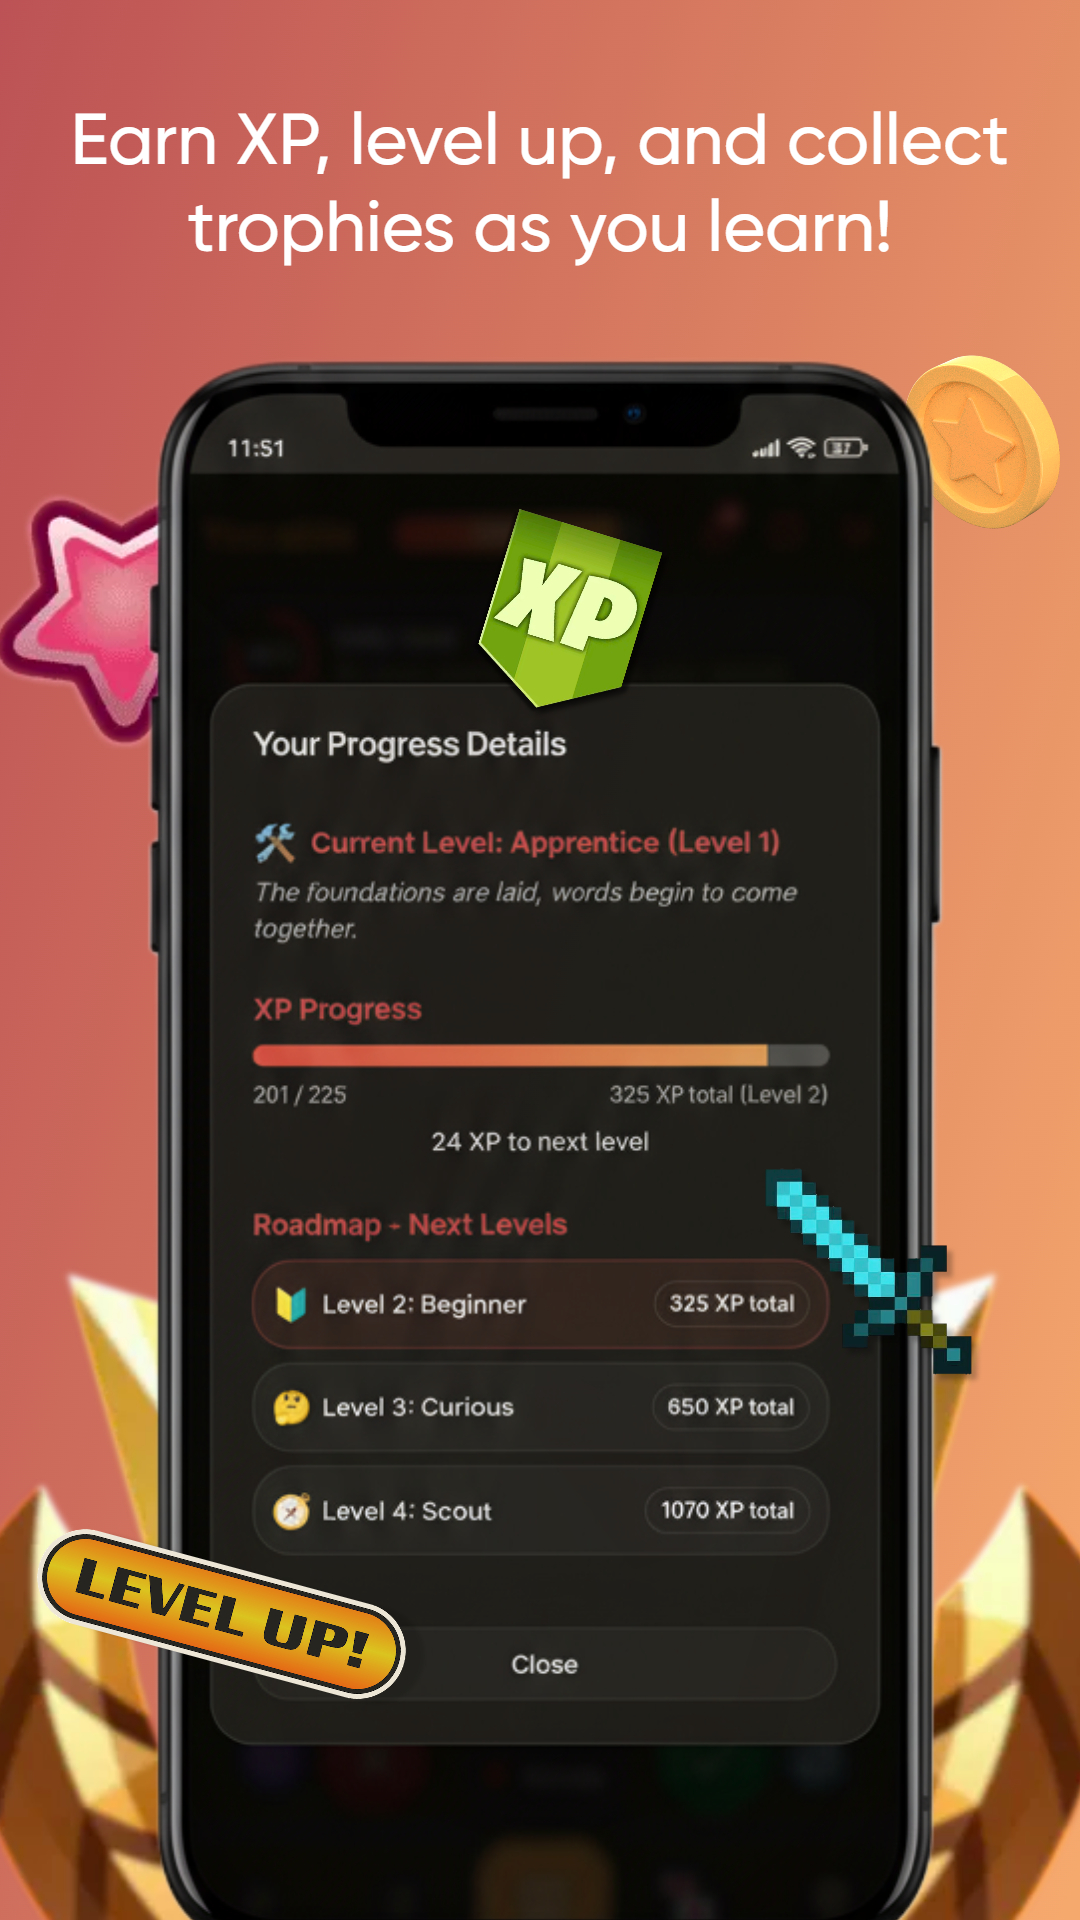 Earn XP, level up, and collect
trophies as you learn!
11:51
XP
Your Progress Details
Current Level: Apprentice (Level 1)
The foundations are laid, words begin to come
together.
XP Progress
201 / 225
325 XP total (Level 2)
24 XP to next level
Roadmap - Next Levels
Level 2: Beginner
325 XP total
Level 3: Curious
650 XP total
Level 4: Scout
1070 XP total
LEVEL UP!
Close